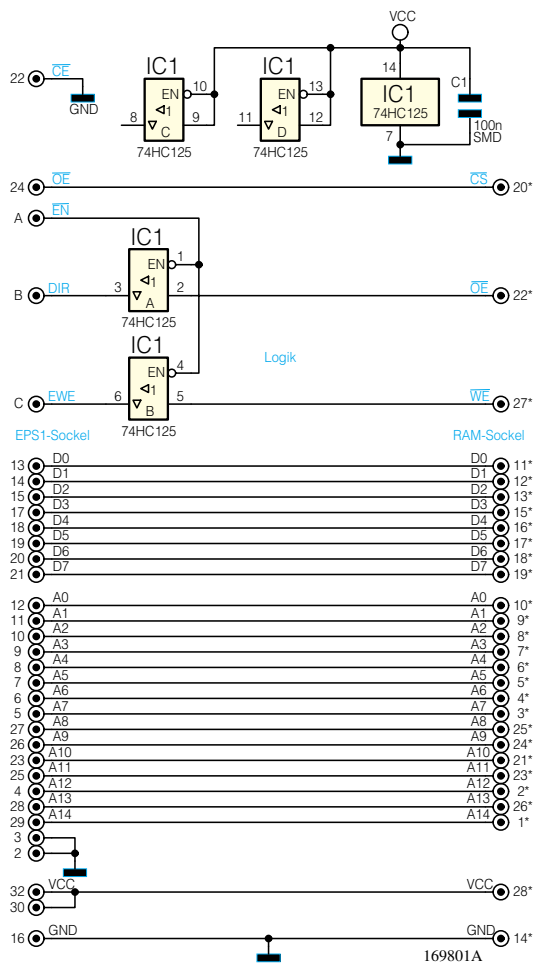 VCC
22 CE
GND
IC1
EN 10
1
8 C 9
74HC125
IC1
EN 13
1
11 D 12
74HC125
14
IC1
74HC125
7
C1
100n
SMD
24 OE CS 20*
A EN
IC1
EN 1
1
B DIR 3 A 2 OE 22*
74HC125
IC1
EN 4
1
Logik
C EWE 6 B 5 WE 27*
74HC125
EPS1-Sockel RAM-Sockel
13 D0 D0 11*
14 D1 D1 12*
15 D2 D2 13*
17 D3 D3 15*
18 D4 D4 16*
19 D5 D5 17*
20 D6 D6 18*
21 D7 D7 19*
12 A0 A0 10*
11 A1 A1 9*
10 A2 A2 8*
9 A3 A3 7*
8 A4 A4 6*
7 A5 A5 5*
6 A6 A6 4*
5 A7 A7 3*
27 A8 A8 25*
26 A9 A9 24*
23 A10 A10 21*
25 A11 A11 23*
4 A12 A12 2*
28 A13 A13 26*
29 A14 A14 1*
3
2
32 VCC VCC 28*
30
16 GND GND 14*
169801A